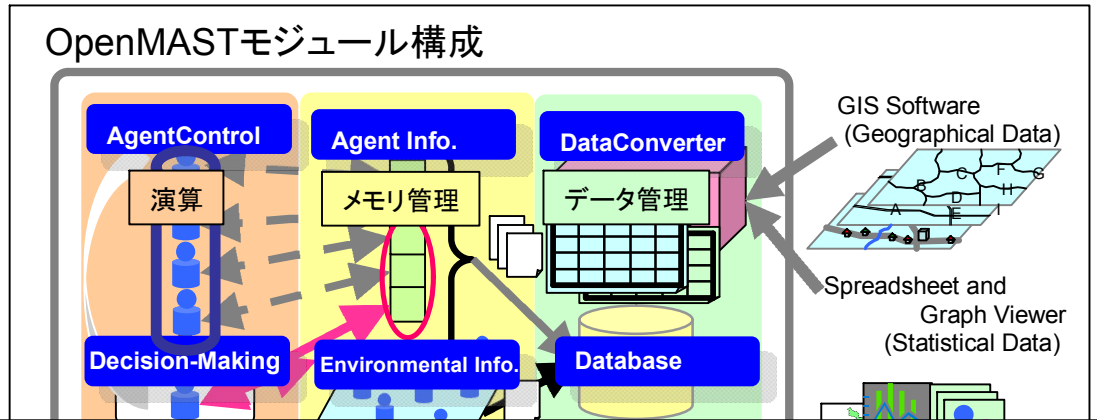 OpenMASTモジュール構成
AgentControl
Agent Info.
DataConverter
演算
メモリ管理
データ管理
Decision-Making
Environmental Info.
Database
GIS Software
(Geographical Data)
A
B
C
D
E
F
G
H
I
Spreadsheet and
Graph Viewer
(Statistical Data)